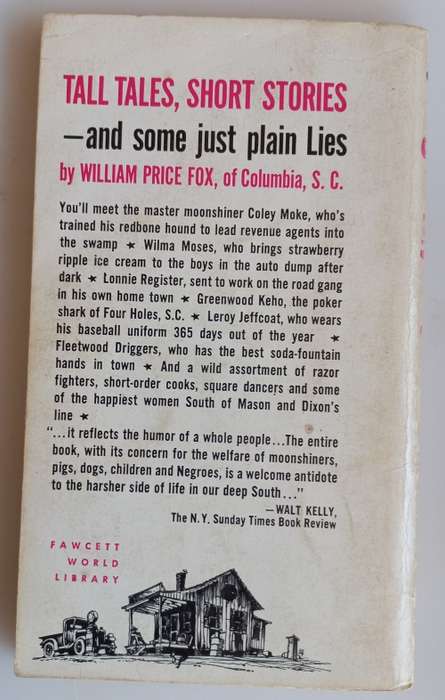 TALL TALES, SHORT STORIES
—and some just plain Lies
by WILLIAM PRICE FOX, of Columbia, S. C.
You'll meet the master moonshiner Coley Moke, who's
trained his redbone hound to lead revenue agents into
the swamp ★ Wilma Moses, who brings strawberry
ripple ice cream to the boys in the auto dump after
dark ★ Lonnie Register, sent to work on the road gang
in his own home town ★ Greenwood Keho, the poker
shark of Four Holes, S.C. ★ Leroy Jeffcoat, who wears
his baseball uniform 365 days out of the year ★
Fleetwood Driggers, who has the best soda-fountain
hands in town ★ And a wild assortment of razor
fighters, short-order cooks, square dancers and some
of the happiest women South of Mason and Dixon's
line ★
"...it reflects the humor of a whole people...The entire
book, with its concern for the welfare of moonshiners,
pigs, dogs, children and Negroes, is a welcome antidote
to the harsher side of life in our deep South..."
—WALT KELLY,
The N.Y. Sunday Times Book Review
FAWCETT
WORLD
LIBRARY